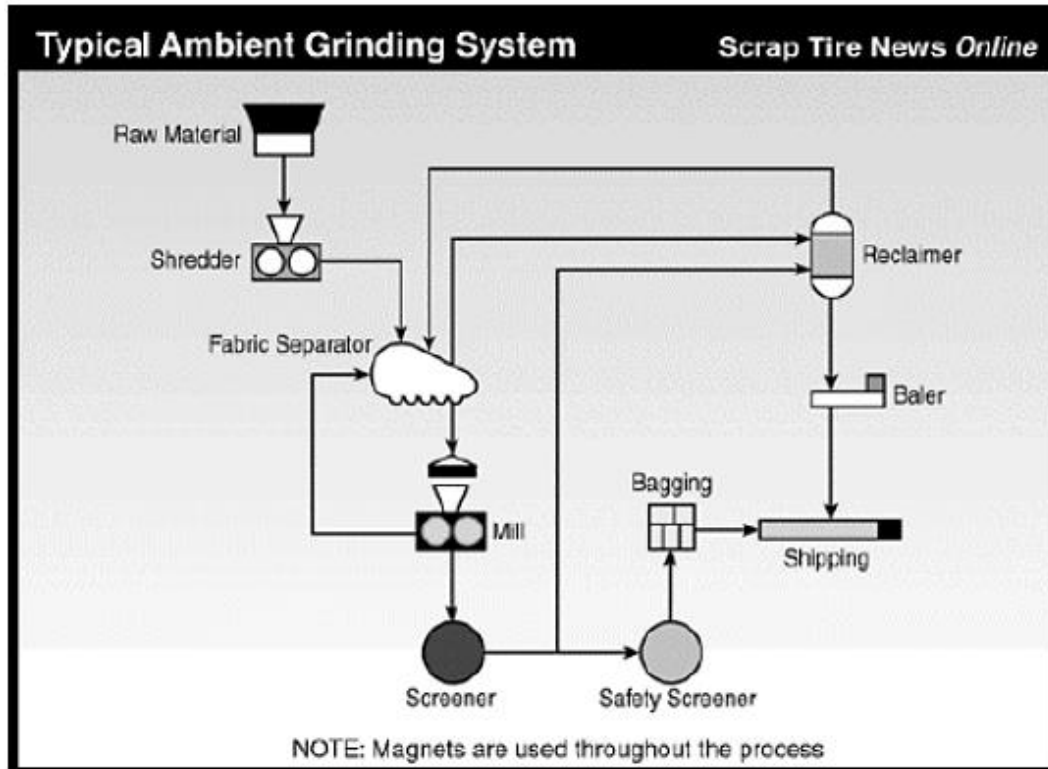 Typical Ambient Grinding System
Scrap Tire News Online
Raw Material
Shredder
Reclaimer
Fabric Separator
Baler
Bagging
Mill
Shipping
Screener
Safety Screener
NOTE: Magnets are used throughout the process